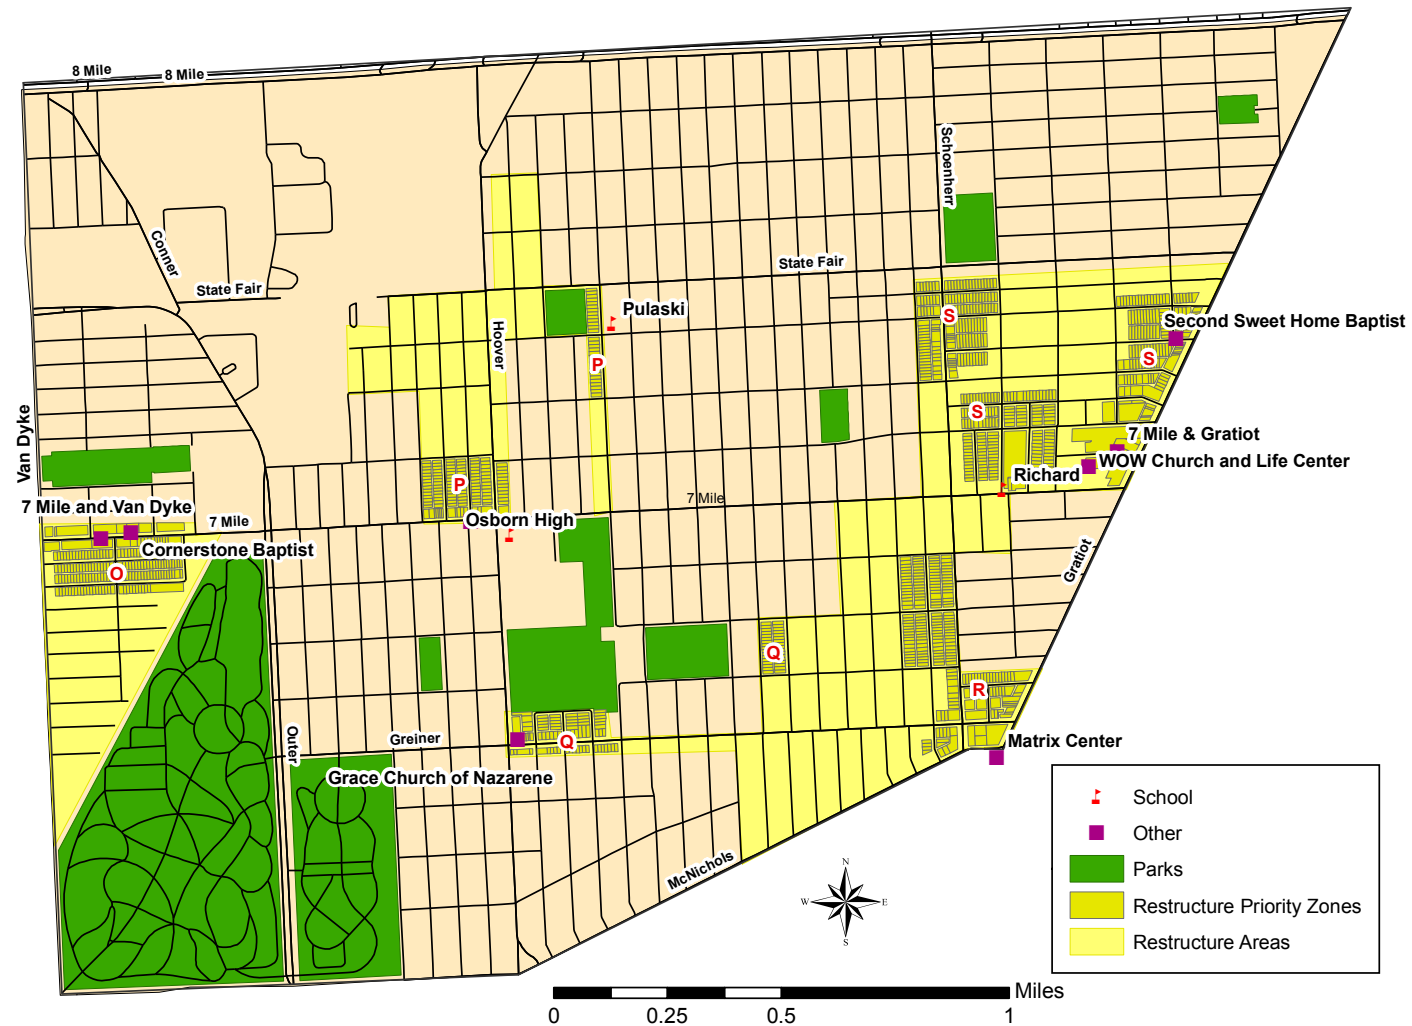 8 Mile
8 Mile
Schoenherr
Conner
State Fair
State Fair
Pulaski
Hoover
S
Second Sweet Home Baptist
P
S
Van Dyke
S
7 Mile & Gratiot
WOW Church and Life Center
Richard
P
7 Mile
7 Mile and Van Dyke
7 Mile
Osborn High
Cornerstone Baptist
Gratiot
O
Q
R
Outer
Greiner
Q
Matrix Center
Grace Church of Nazarene
McNichols
N
W
E
S
School
Other
Parks
Restructure Priority Zones
Restructure Areas
Miles
0
0.25
0.5
1